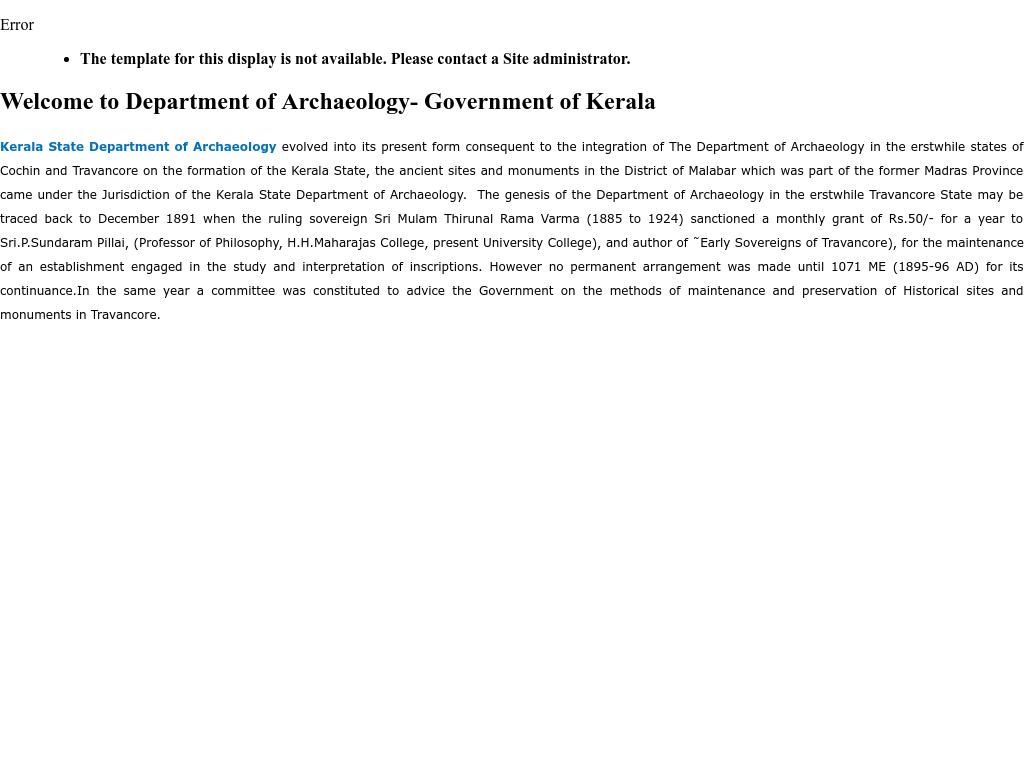 Error
• The template for this display is not available. Please contact a Site administrator.
Welcome to Department of Archaeology- Government of Kerala
Kerala State Department of Archaeology evolved into its present form consequent to the integration of The Department of Archaeology in the erstwhile states of
Cochin and Travancore on the formation of the Kerala State, the ancient sites and monuments in the District of Malabar which was part of the former Madras Province
came under the Jurisdiction of the Kerala State Department of Archaeology.  The genesis of the Department of Archaeology in the erstwhile Travancore State may be
traced back to December 1891 when the ruling sovereign Sri Mulam Thirunal Rama Varma (1885 to 1924) sanctioned a monthly grant of Rs.50/- for a year to
Sri.P.Sundaram Pillai, (Professor of Philosophy, H.H.Maharajas College, present University College), and author of ˜Early Sovereigns of Travancore), for the maintenance
of an establishment engaged in the study and interpretation of inscriptions. However no permanent arrangement was made until 1071 ME (1895-96 AD) for its
continuance.In the same year a committee was constituted to advice the Government on the methods of maintenance and preservation of Historical sites and
monuments in Travancore.